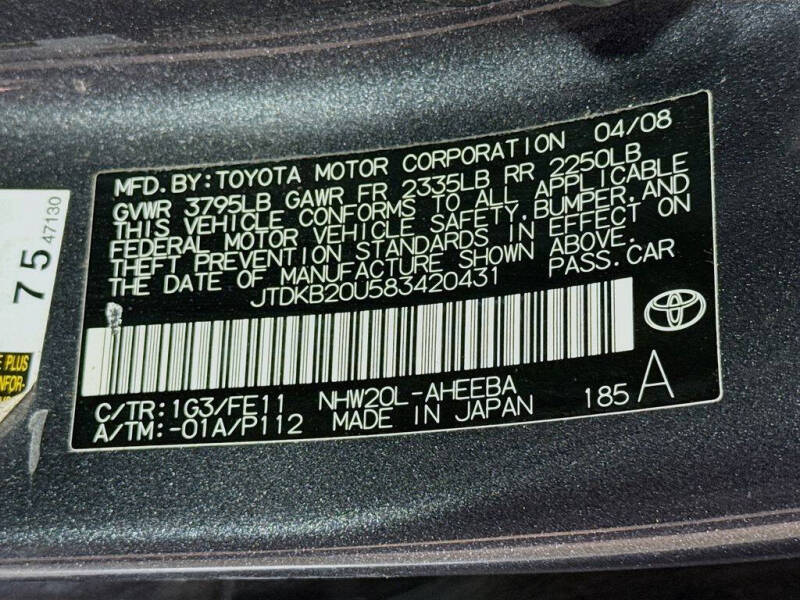 MFD. BY: TOYOTA MOTOR CORPORATION 04/08
GVWR 3795LB GAWR FR 2335LB RR 2250LB
THIS VEHICLE CONFORMS TO ALL APPLICABLE
FEDERAL MOTOR VEHICLE SAFETY, BUMPER, AND
THEFT PREVENTION STANDARDS IN EFFECT ON
THE DATE OF MANUFACTURE SHOWN ABOVE.
JTDKB20U583420431 PASS. CAR
C/TR: 1G3/FE11 NHW20L-AHEEBA 185 A
A/TM: -01A/P112 MADE IN JAPAN
75 47130
E PLUS
NFOR-